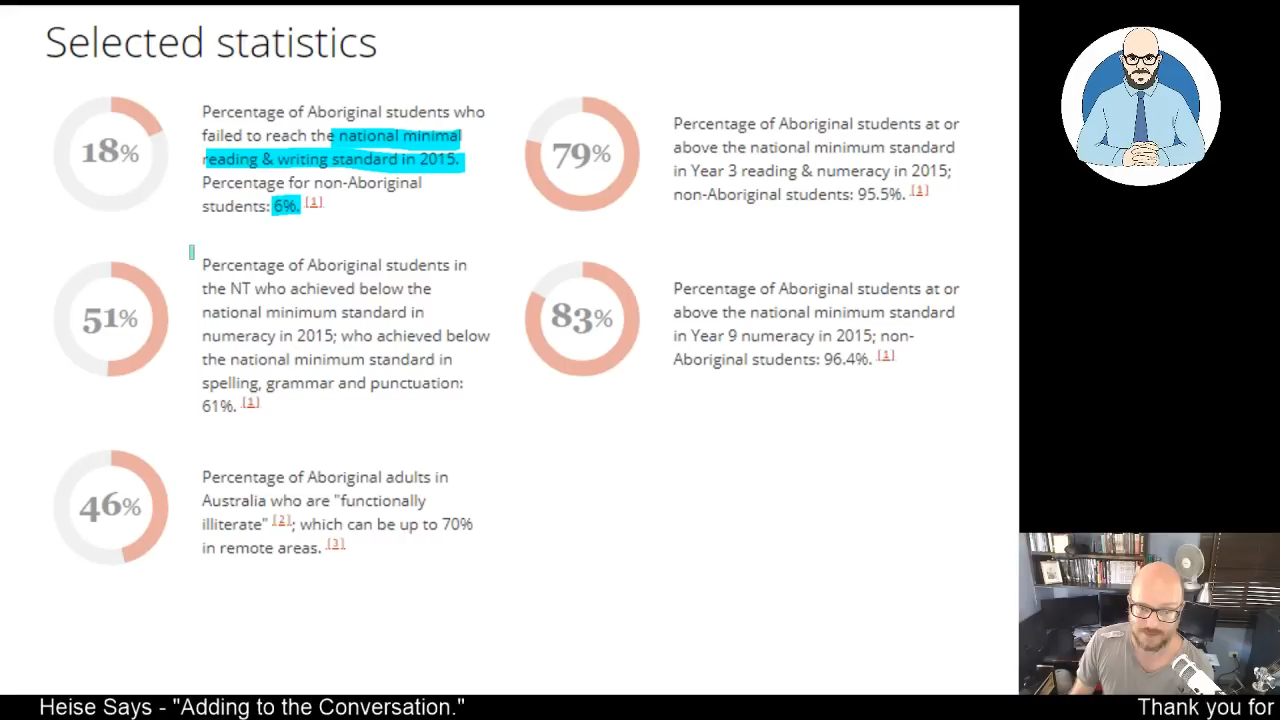 Selected statistics
18%
Percentage of Aboriginal students who
failed to reach the national minimal
reading & writing standard in 2015.
Percentage for non-Aboriginal
students: 6%. [1]
79%
Percentage of Aboriginal students at or
above the national minimum standard
in Year 3 reading & numeracy in 2015;
non-Aboriginal students: 95.5%. [1]
51%
Percentage of Aboriginal students in
the NT who achieved below the
national minimum standard in
numeracy in 2015; who achieved below
the national minimum standard in
spelling, grammar and punctuation:
61%. [1]
83%
Percentage of Aboriginal students at or
above the national minimum standard
in Year 9 numeracy in 2015; non-
Aboriginal students: 96.4%. [1]
46%
Percentage of Aboriginal adults in
Australia who are "functionally
illiterate" [2]; which can be up to 70%
in remote areas. [3]
Heise Says - "Adding to the Conversation."
Thank you for